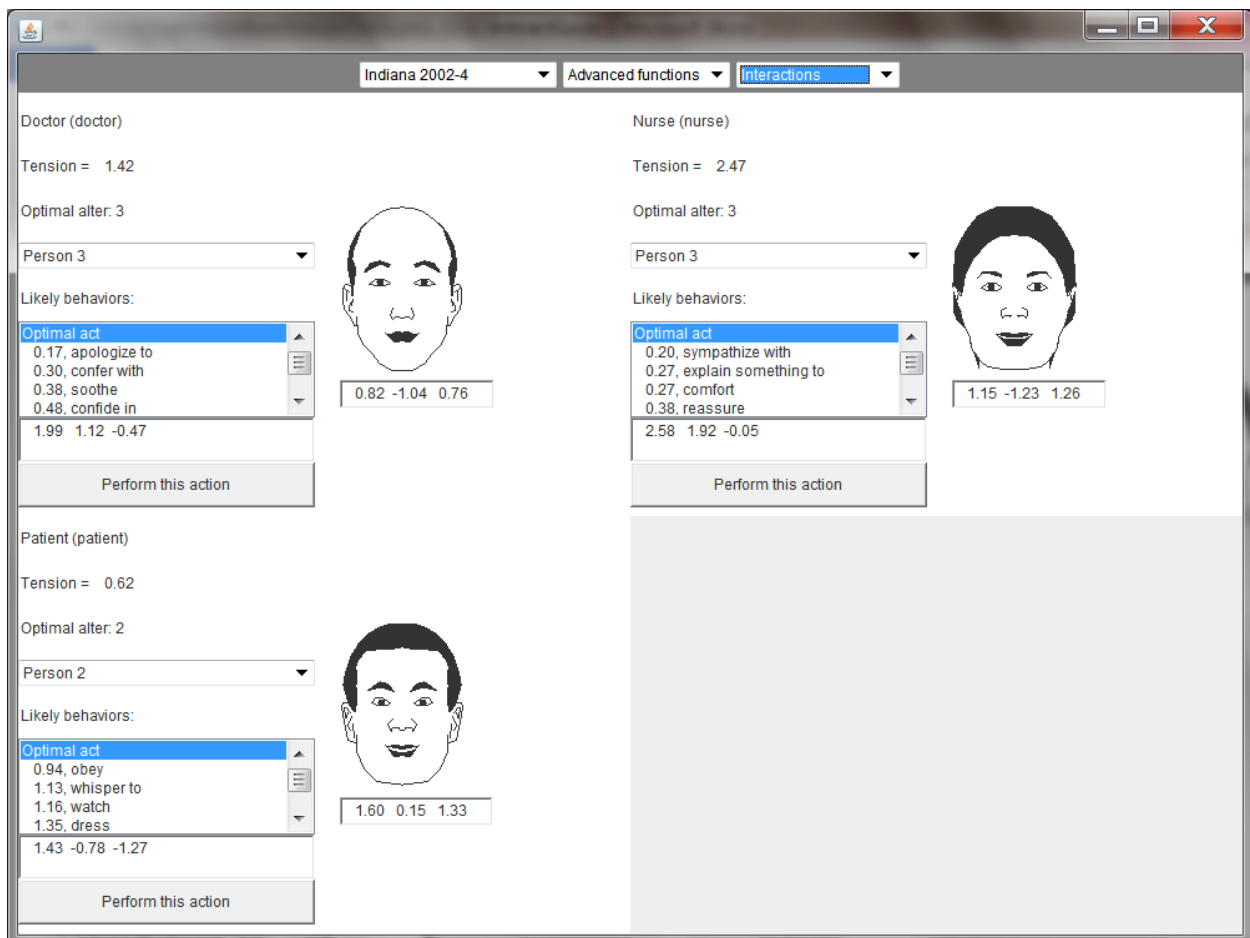 Indiana 2002-4 Advanced functions Interactions
Doctor (doctor)
Tension = 1.42
Optimal alter: 3
Person 3
Likely behaviors:
Optimal act
0.17, apologize to
0.30, confer with
0.38, soothe
0.48, confide in
1.99 1.12 -0.47
Perform this action
0.82 -1.04 0.76
Nurse (nurse)
Tension = 2.47
Optimal alter: 3
Person 3
Likely behaviors:
Optimal act
0.20, sympathize with
0.27, explain something to
0.27, comfort
0.38, reassure
2.58 1.92 -0.05
Perform this action
1.15 -1.23 1.26
Patient (patient)
Tension = 0.62
Optimal alter: 2
Person 2
Likely behaviors:
Optimal act
0.94, obey
1.13, whisper to
1.16, watch
1.35, dress
1.43 -0.78 -1.27
Perform this action
1.60 0.15 1.33